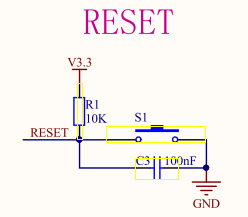 RESET
V3.3
R1
10K
S1
RESET
C3 100nF
GND